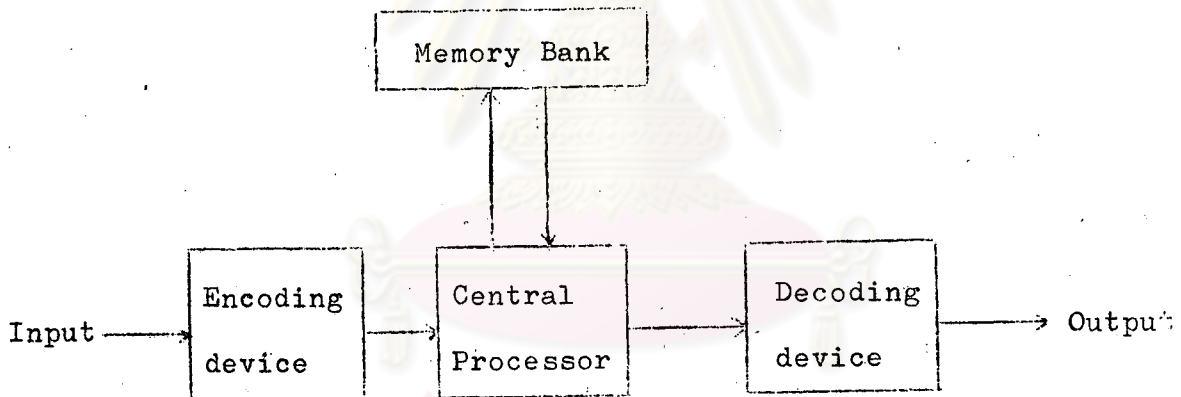 Memory Bank
Input
Encoding
device
Central
Processor
Decoding
device
Output